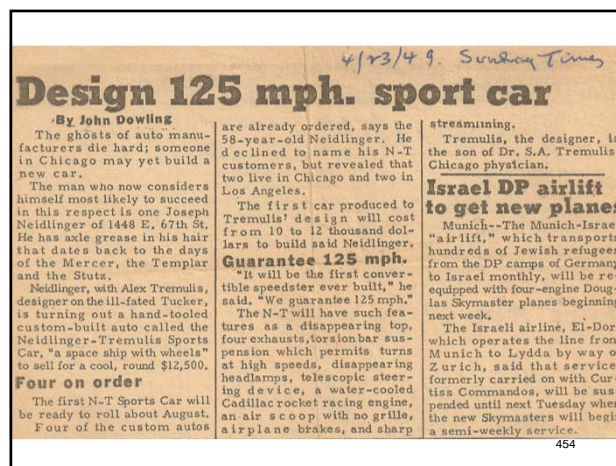 4/23/49. Sunday Times
Design 125 mph. sport car
By John Dowling
The ghosts of auto manu-
facturers die hard; someone
in Chicago may yet build a
new car.
The man who now considers
himself most likely to succeed
in this respect is one Joseph
Neidlinger of 1448 E. 67th St.
He has axle grease in his hair
that dates back to the days
of the Mercer, the Templar
and the Stutz.
Neidlinger, with Alex Tremulis,
designer on the ill-fated Tucker,
is turning out a hand-tooled
custom-built auto called the
Neidlinger-Tremulis Sports
Car, "a space ship with wheels"
to sell for a cool, round $12,500.
Four on order
The first N-T Sports Car will
be ready to roll about August.
Four of the custom autos
are already ordered, says the
58-year-old Neidlinger. He
declined to name his N-T
customers, but revealed that
two live in Chicago and two in
Los Angeles.
The first car produced to
Tremulis' design will cost
from 10 to 12 thousand dol-
lars to build said Neidlinger.
Guarantee 125 mph.
"It will be the first conver-
tible speedster ever built," he
said. "We guarantee 125 mph."
The N-T will have such fea-
tures as a disappearing top,
four exhausts, torsion bar sus-
pension which permits turns
at high speeds, disappearing
headlamps, telescopic steer-
ing device, a water-cooled
Cadillac rocket racing engine,
an air scoop with no grille,
airplane brakes, and sharp
streamlining.
Tremulis, the designer, is
the son of Dr. S.A. Tremulis
Chicago physician.
Israel DP airlift
to get new planes
Munich--The Munich-Israel
"airlift," which transports
hundreds of Jewish refugees
from the DP camps of Germany
to Israel monthly, will be re-
equipped with four-engine Doug-
las Skymaster planes beginning
next week.
The Israeli airline, El-Dor
which operates the line from
Munich to Lydda by way o
Zurich, said that service
formerly carried on with Cur-
tiss Commandos, will be sus-
pended until next Tuesday when
the new Skymasters will begin
a semi-weekly service.
454